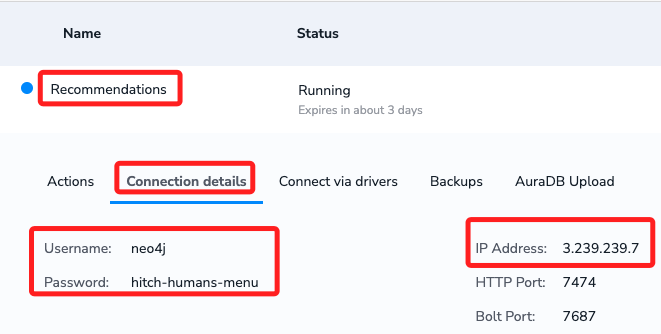 Name Status
Recommendations Running
Expires in about 3 days
Actions Connection details Connect via drivers Backups AuraDB Upload
Username: neo4j IP Address: 3.239.239.7
Password: hitch-humans-menu HTTP Port: 7474
Bolt Port: 7687